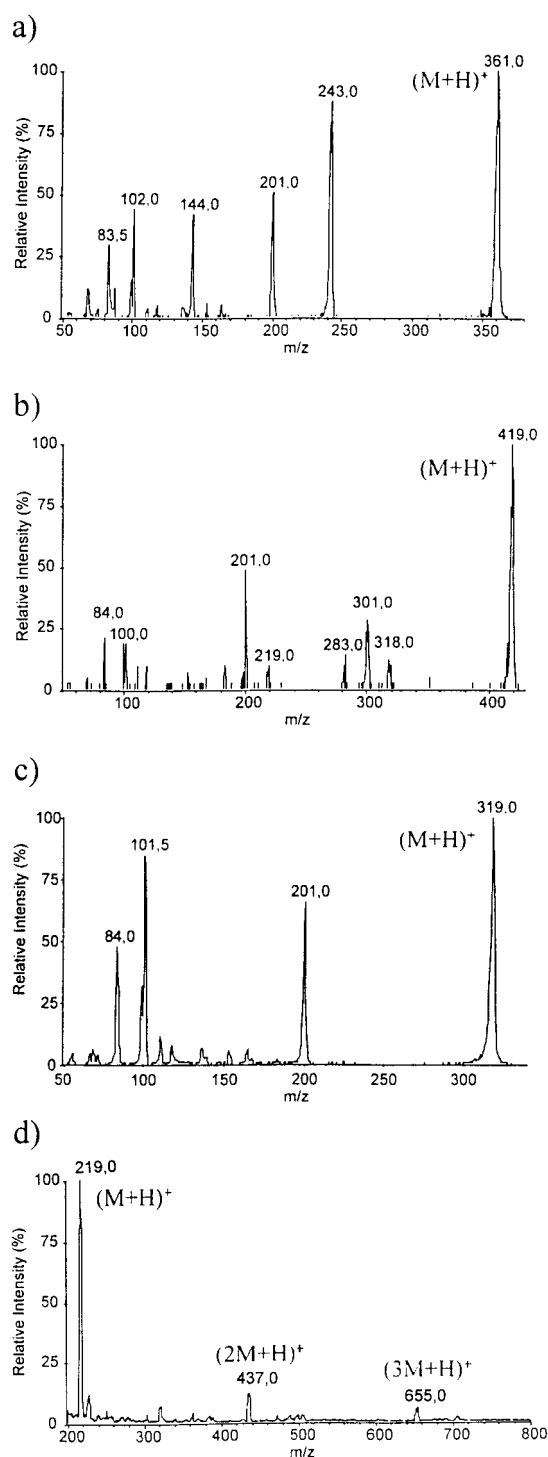 a)
Relative Intensity (%)
100
75
50
25
0
83,5
102,0
144,0
201,0
243,0
(M+H)+
361,0
50 100 150 200 250 300 350
m/z
b)
Relative Intensity (%)
100
75
50
25
0
84,0
100,0
201,0
219,0
283,0
301,0
318,0
(M+H)+
419,0
100 200 300 400
m/z
c)
Relative Intensity (%)
100
75
50
25
0
84,0
101,5
201,0
(M+H)+
319,0
50 100 150 200 250 300
m/z
d)
Relative Intensity (%)
100
75
50
25
0
219,0
(M+H)+
(2M+H)+
437,0
(3M+H)+
655,0
200 300 400 500 600 700 800
m/z